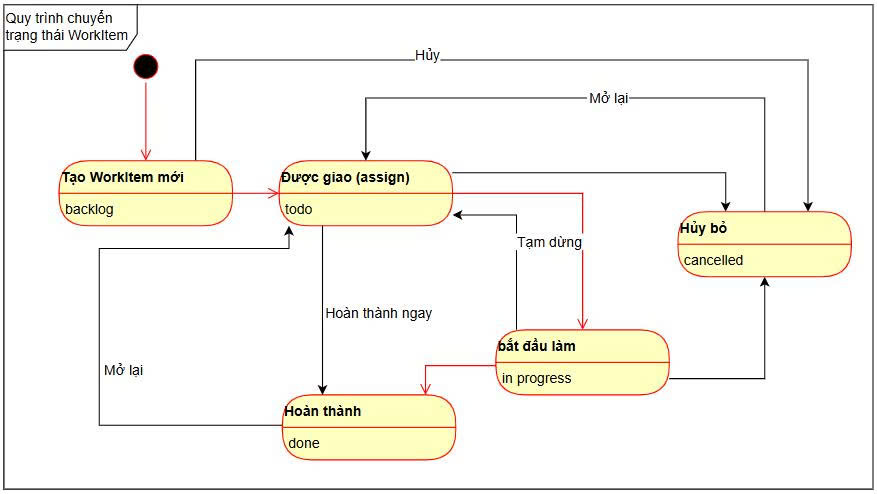 Quy trình chuyển
trạng thái WorkItem
Hủy
Mở lại
Tạo WorkItem mới
backlog
Được giao (assign)
todo
Hủy bỏ
cancelled
Tạm dừng
Hoàn thành ngay
bắt đầu làm
in progress
Mở lại
Hoàn thành
done